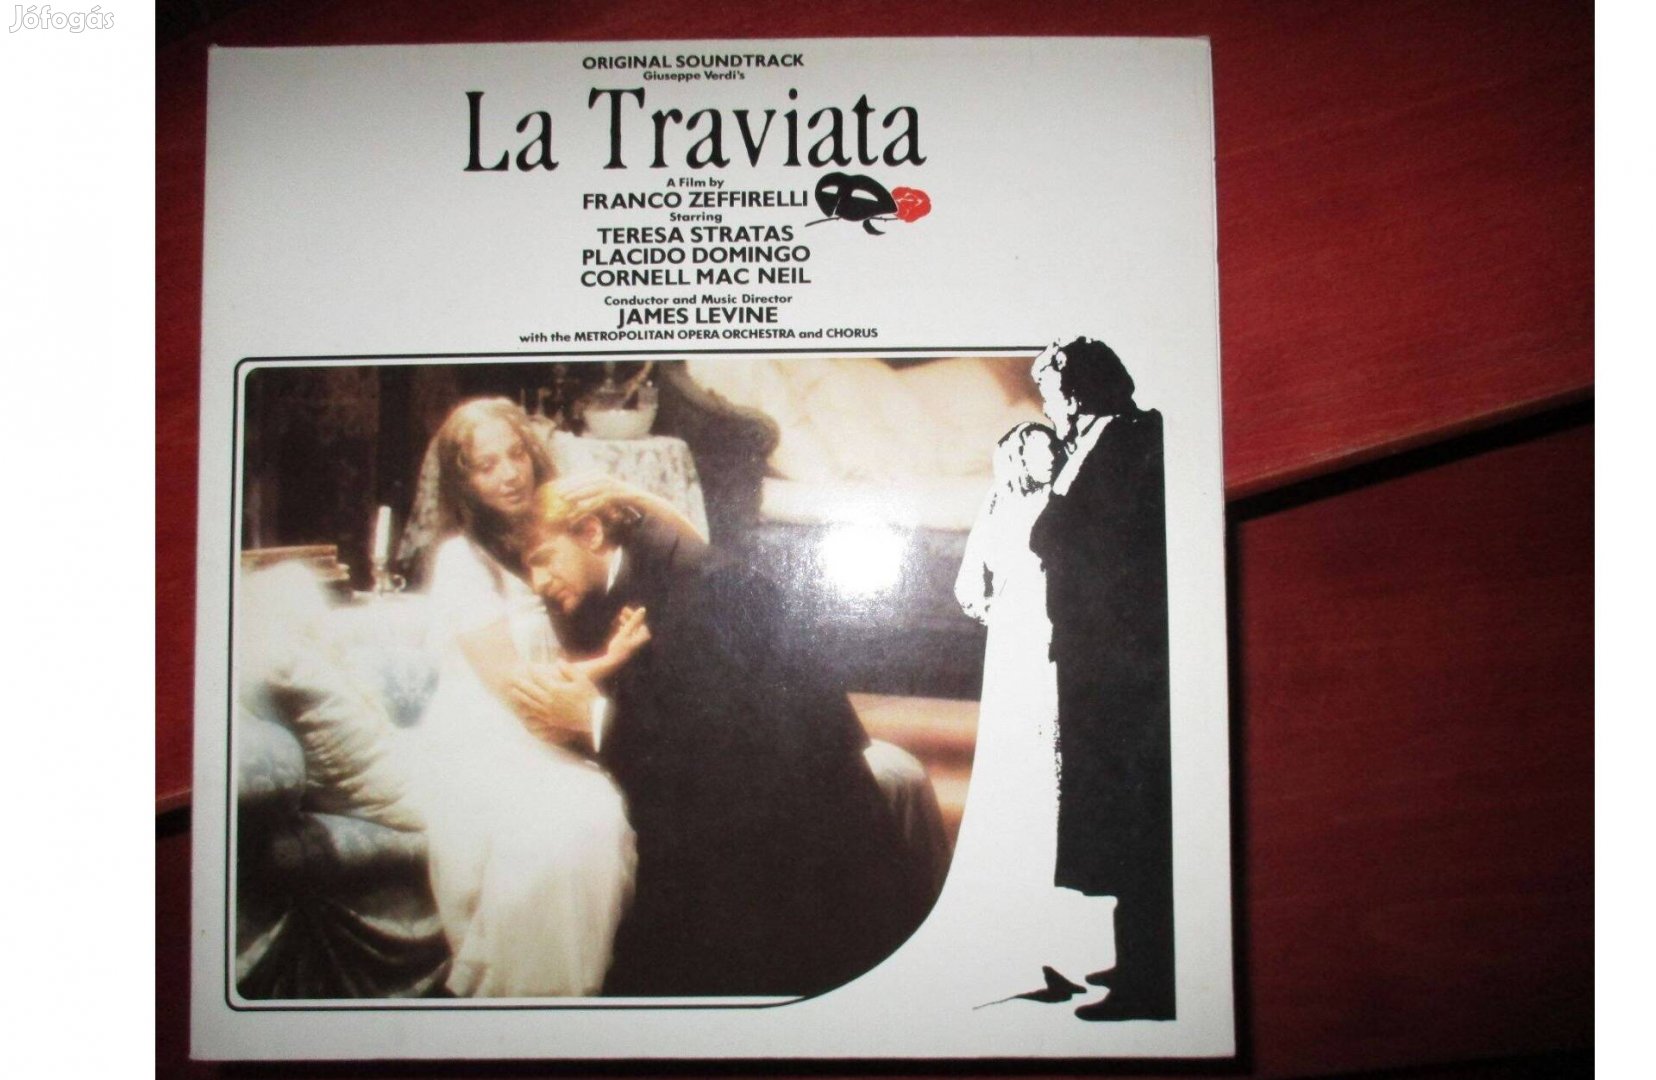 Jófogás
ORIGINAL SOUNDTRACK
Giuseppe Verdi's
La Traviata
A Film by
FRANCO ZEFFIRELLI
Starring
TERESA STRATAS
PLACIDO DOMINGO
CORNELL MAC NEIL
Conductor and Music Director
JAMES LEVINE
with the METROPOLITAN OPERA ORCHESTRA and CHORUS